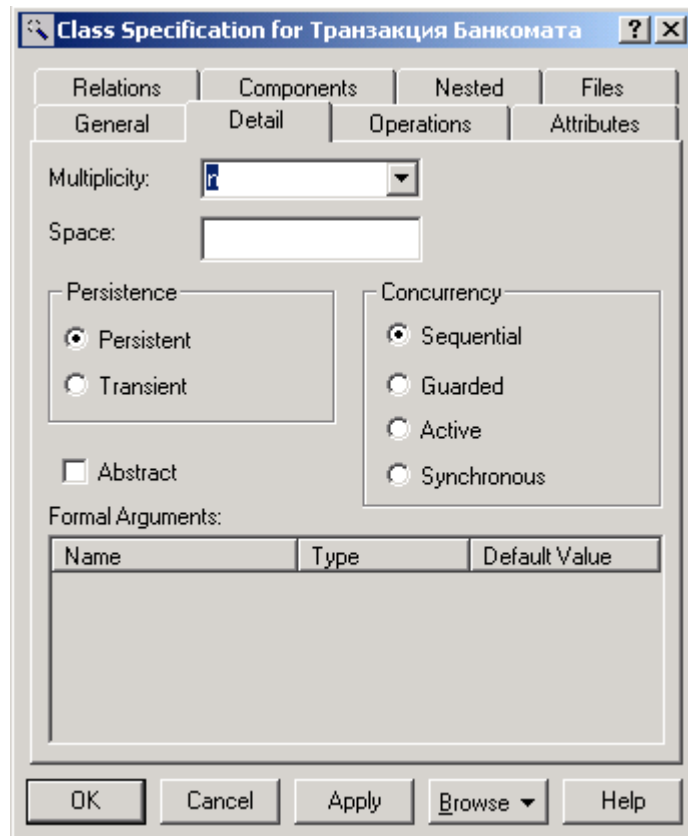 Class Specification for Транзакция Банкомата
Relations Components Nested Files
General Detail Operations Attributes
Multiplicity: n
Space:
Persistence
Persistent
Transient
Concurrency
Sequential
Guarded
Active
Synchronous
Abstract
Formal Arguments:
Name Type Default Value
OK Cancel Apply Browse Help